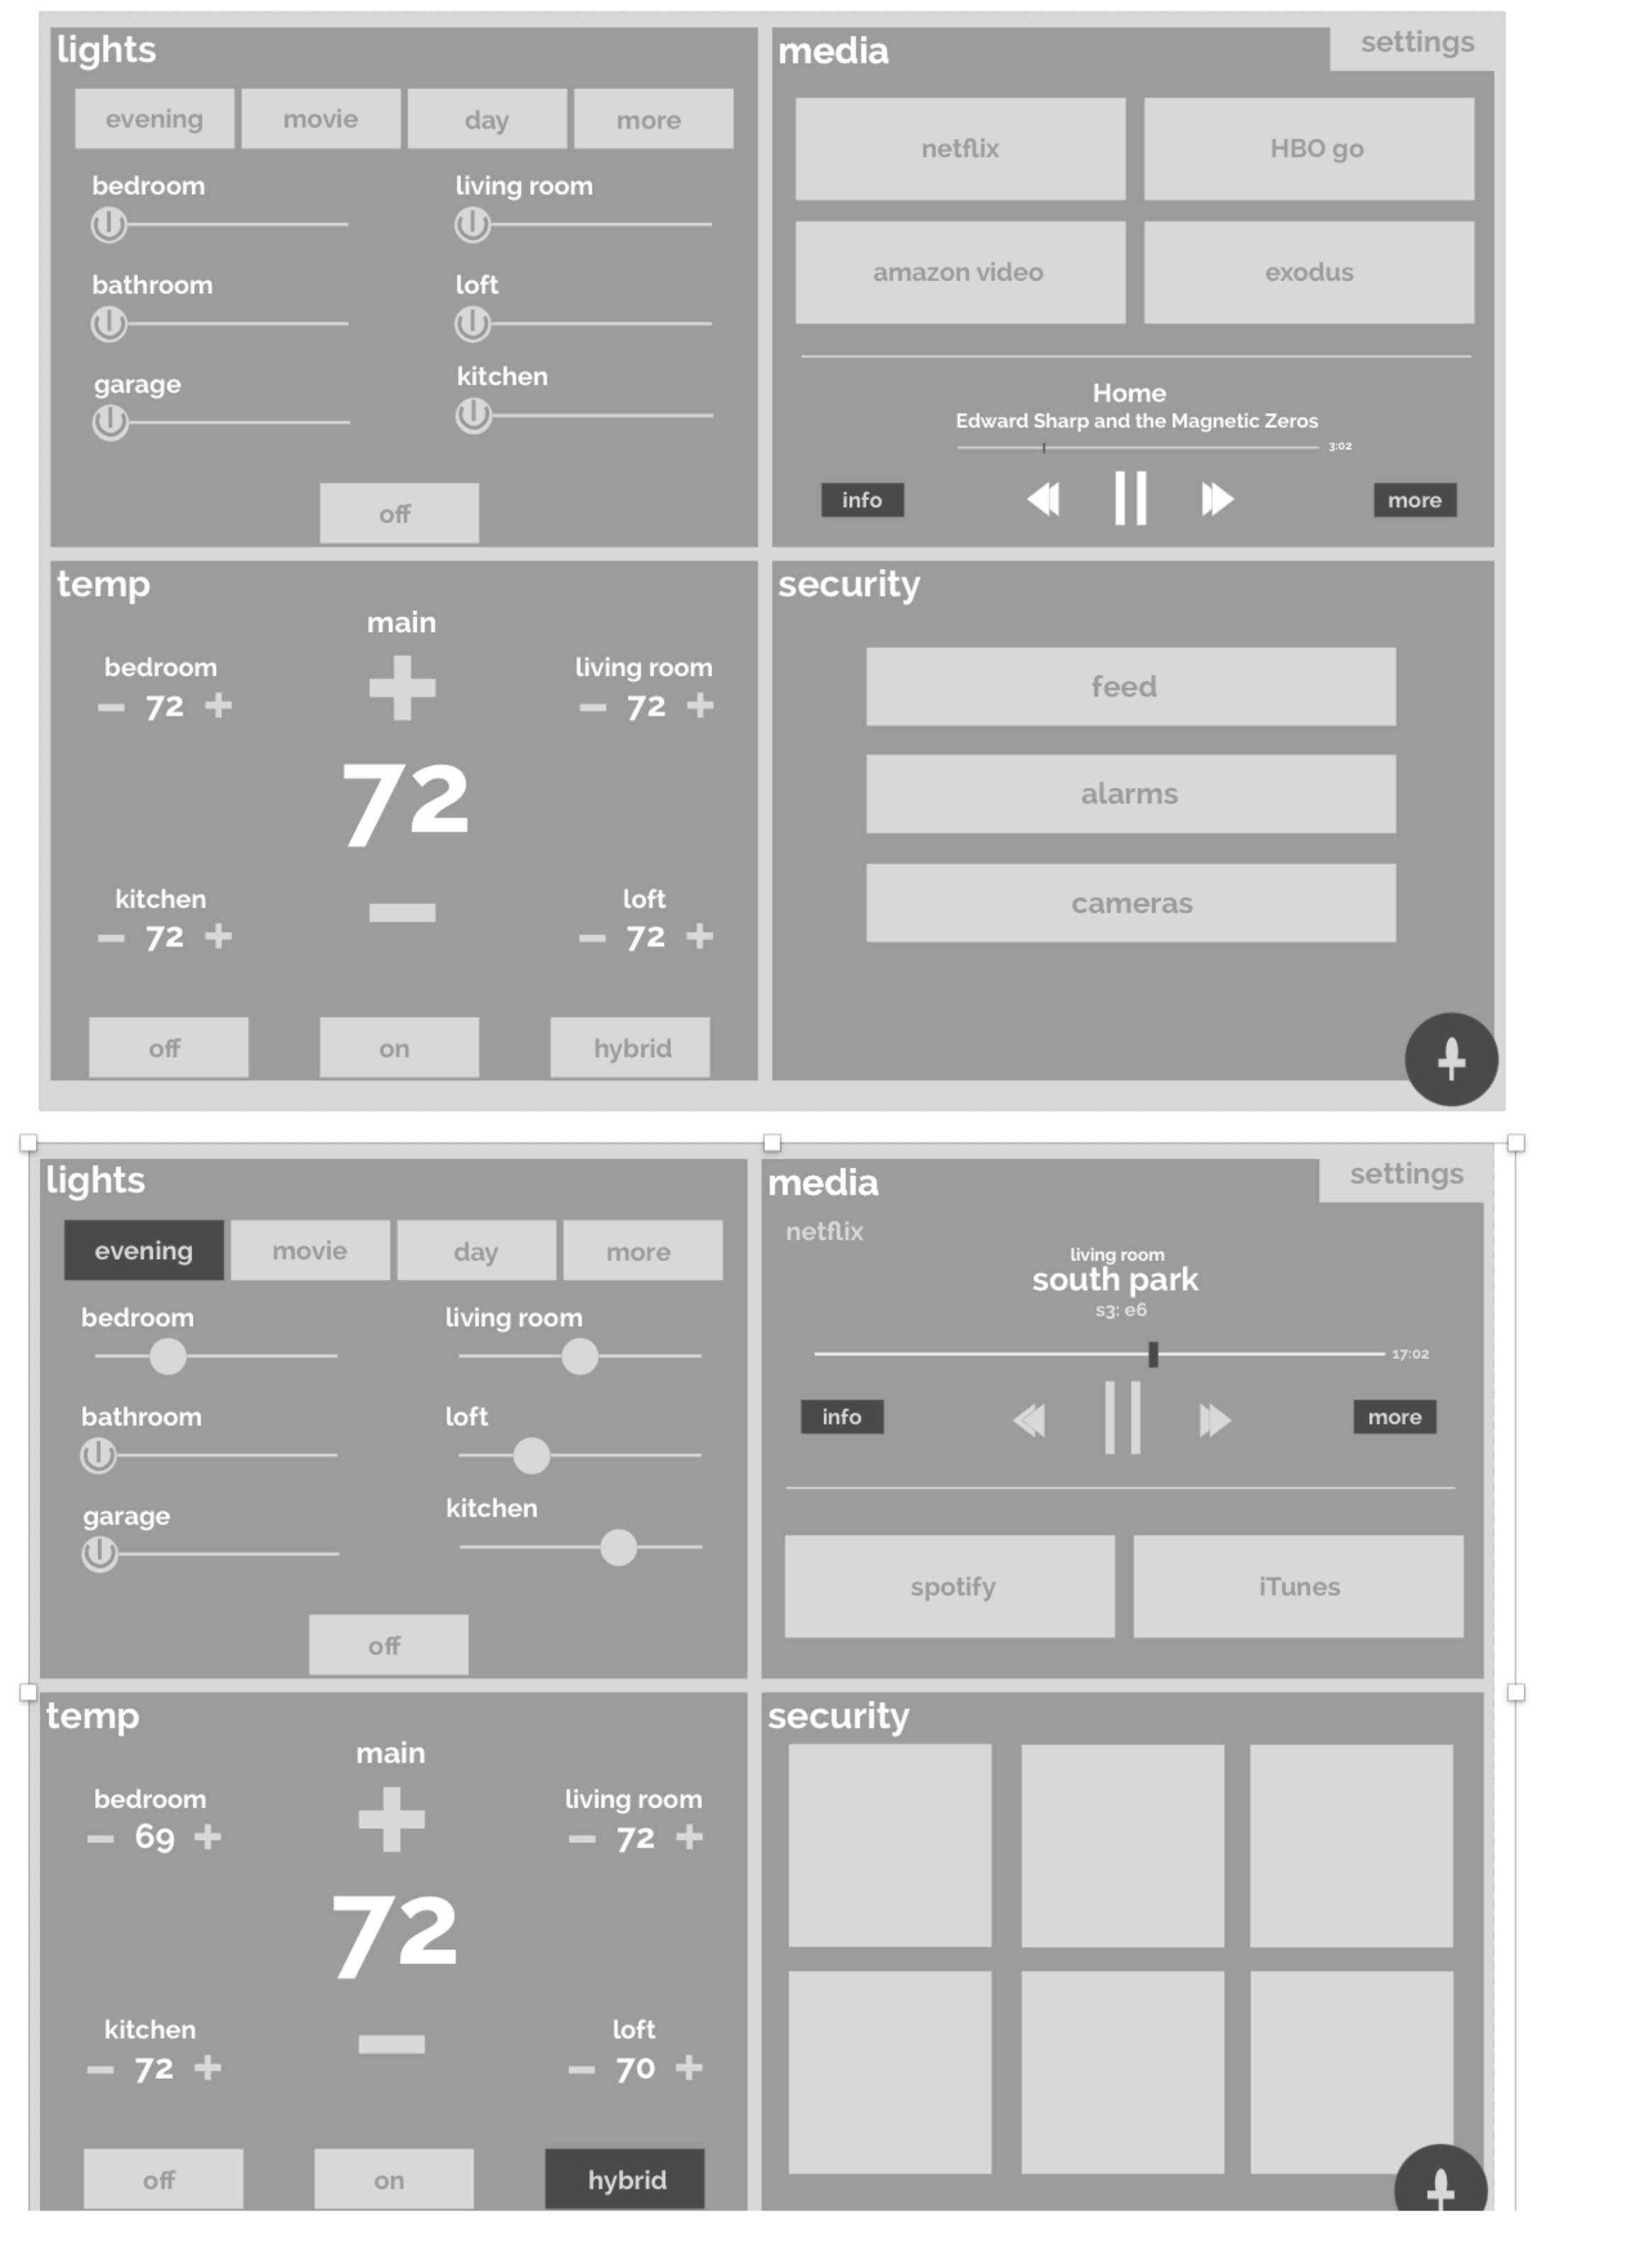 lights
evening movie day more
bedroom living room
bathroom loft
garage kitchen
off
media settings
netflix HBO go
amazon video exodus
Home
Edward Sharp and the Magnetic Zeros
3:02
info more
temp
main
bedroom living room
72 72
72
kitchen loft
72 72
off on hybrid
security
feed
alarms
cameras
lights
evening movie day more
bedroom living room
bathroom loft
garage kitchen
off
media settings
netflix
living room
south park
s3: e6
17:02
info more
spotify iTunes
temp
main
bedroom living room
69 72
72
kitchen loft
72 70
off on hybrid
security